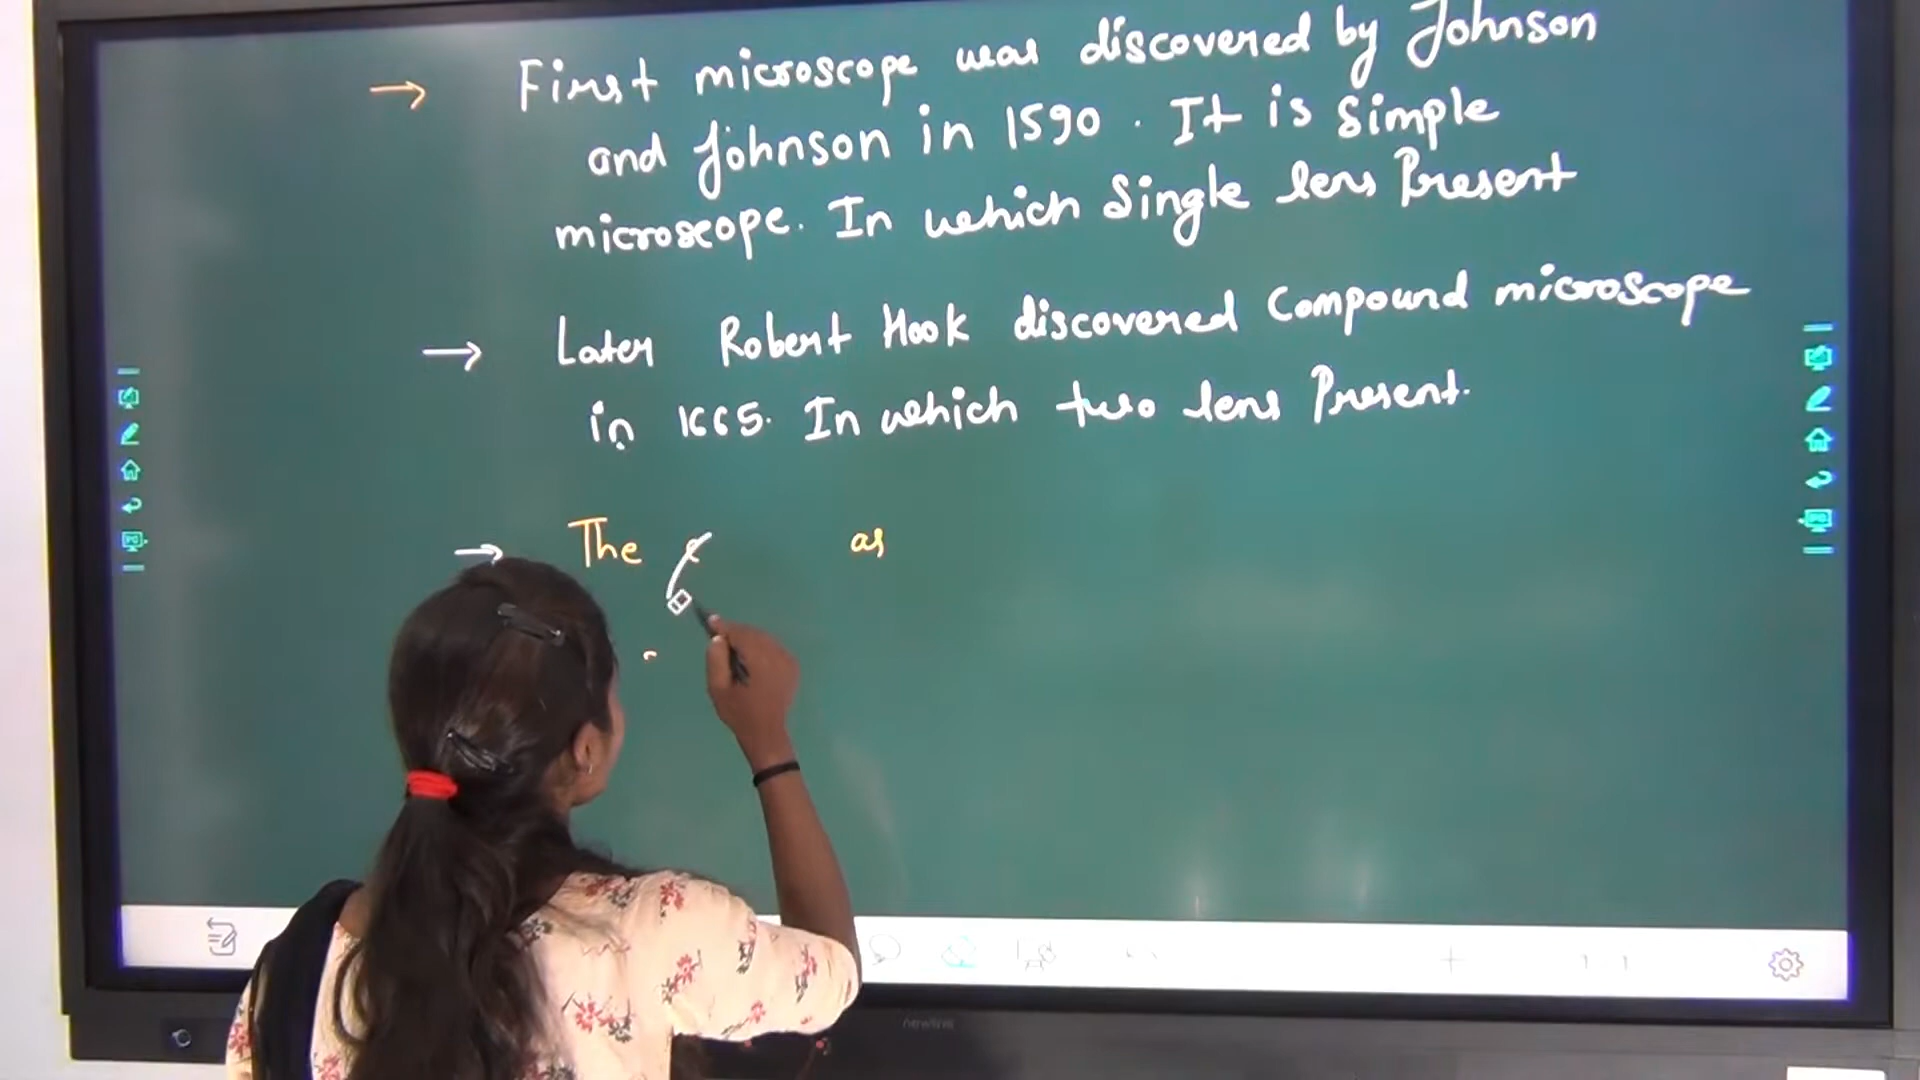 → First microscope was discovered by Johnson
and Johnson in 1590. It is simple
microscope. In which single lens Present
→ Later Robert Hook discovered Compound microscope
in 1665. In which two lens Present.
→ The as
newline